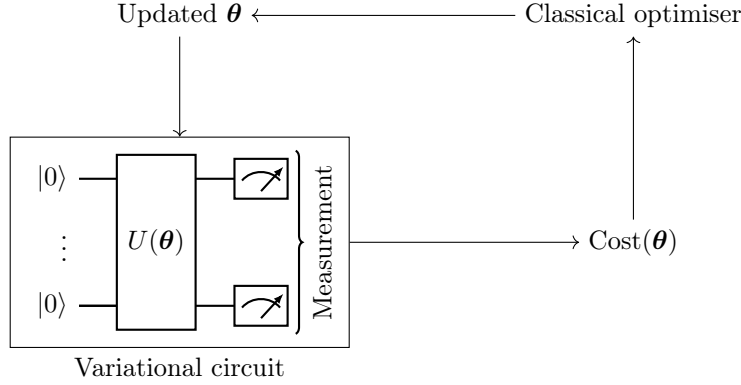 Updated θ
Classical optimiser
|0⟩
⋮
U(θ)
|0⟩
Measurement
Cost(θ)
Variational circuit